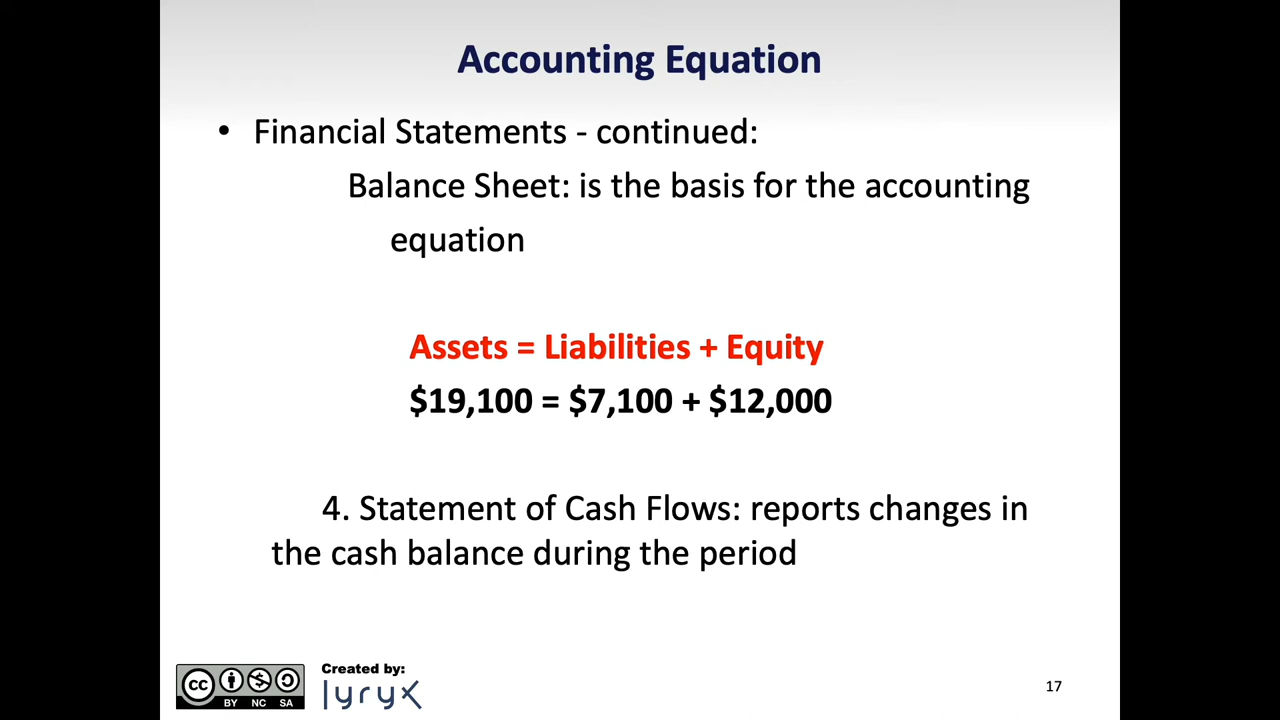 Accounting Equation
• Financial Statements - continued:
Balance Sheet: is the basis for the accounting
equation
Assets = Liabilities + Equity
$19,100 = $7,100 + $12,000
4. Statement of Cash Flows: reports changes in
the cash balance during the period
cc BY NC SA
Created by:
lyryx
17